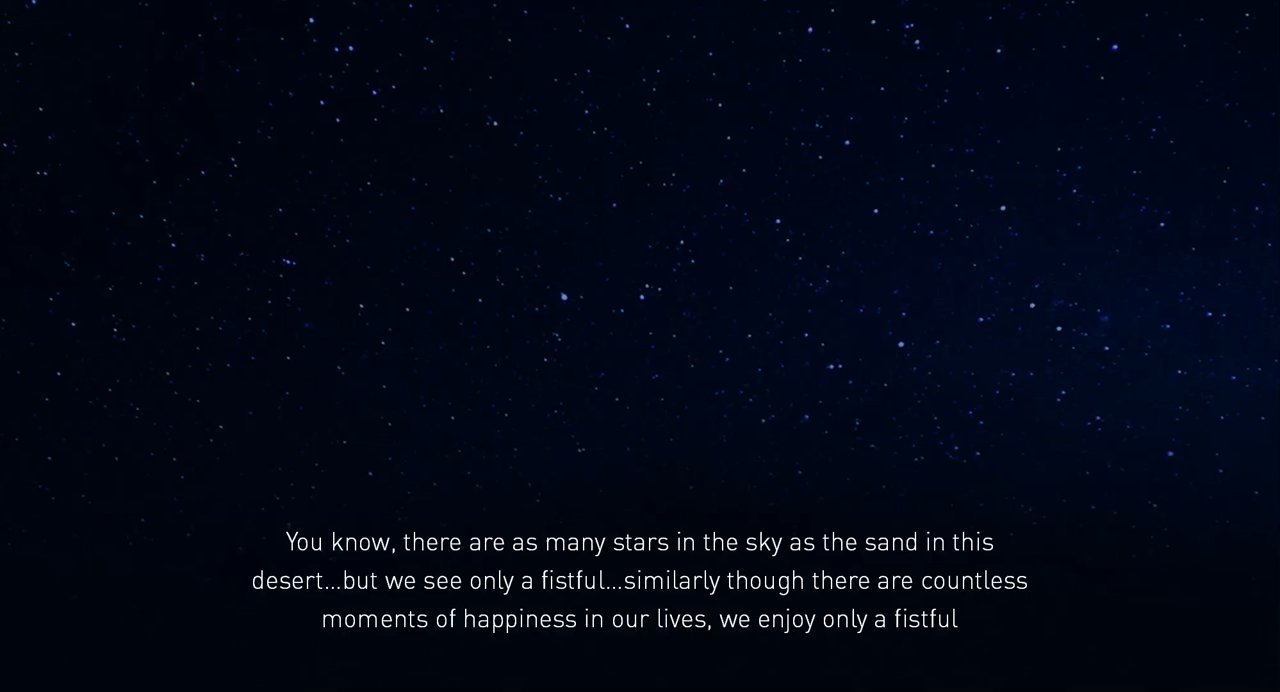 You know, there are as many stars in the sky as the sand in this
desert...but we see only a fistful...similarly though there are countless
moments of happiness in our lives, we enjoy only a fistful